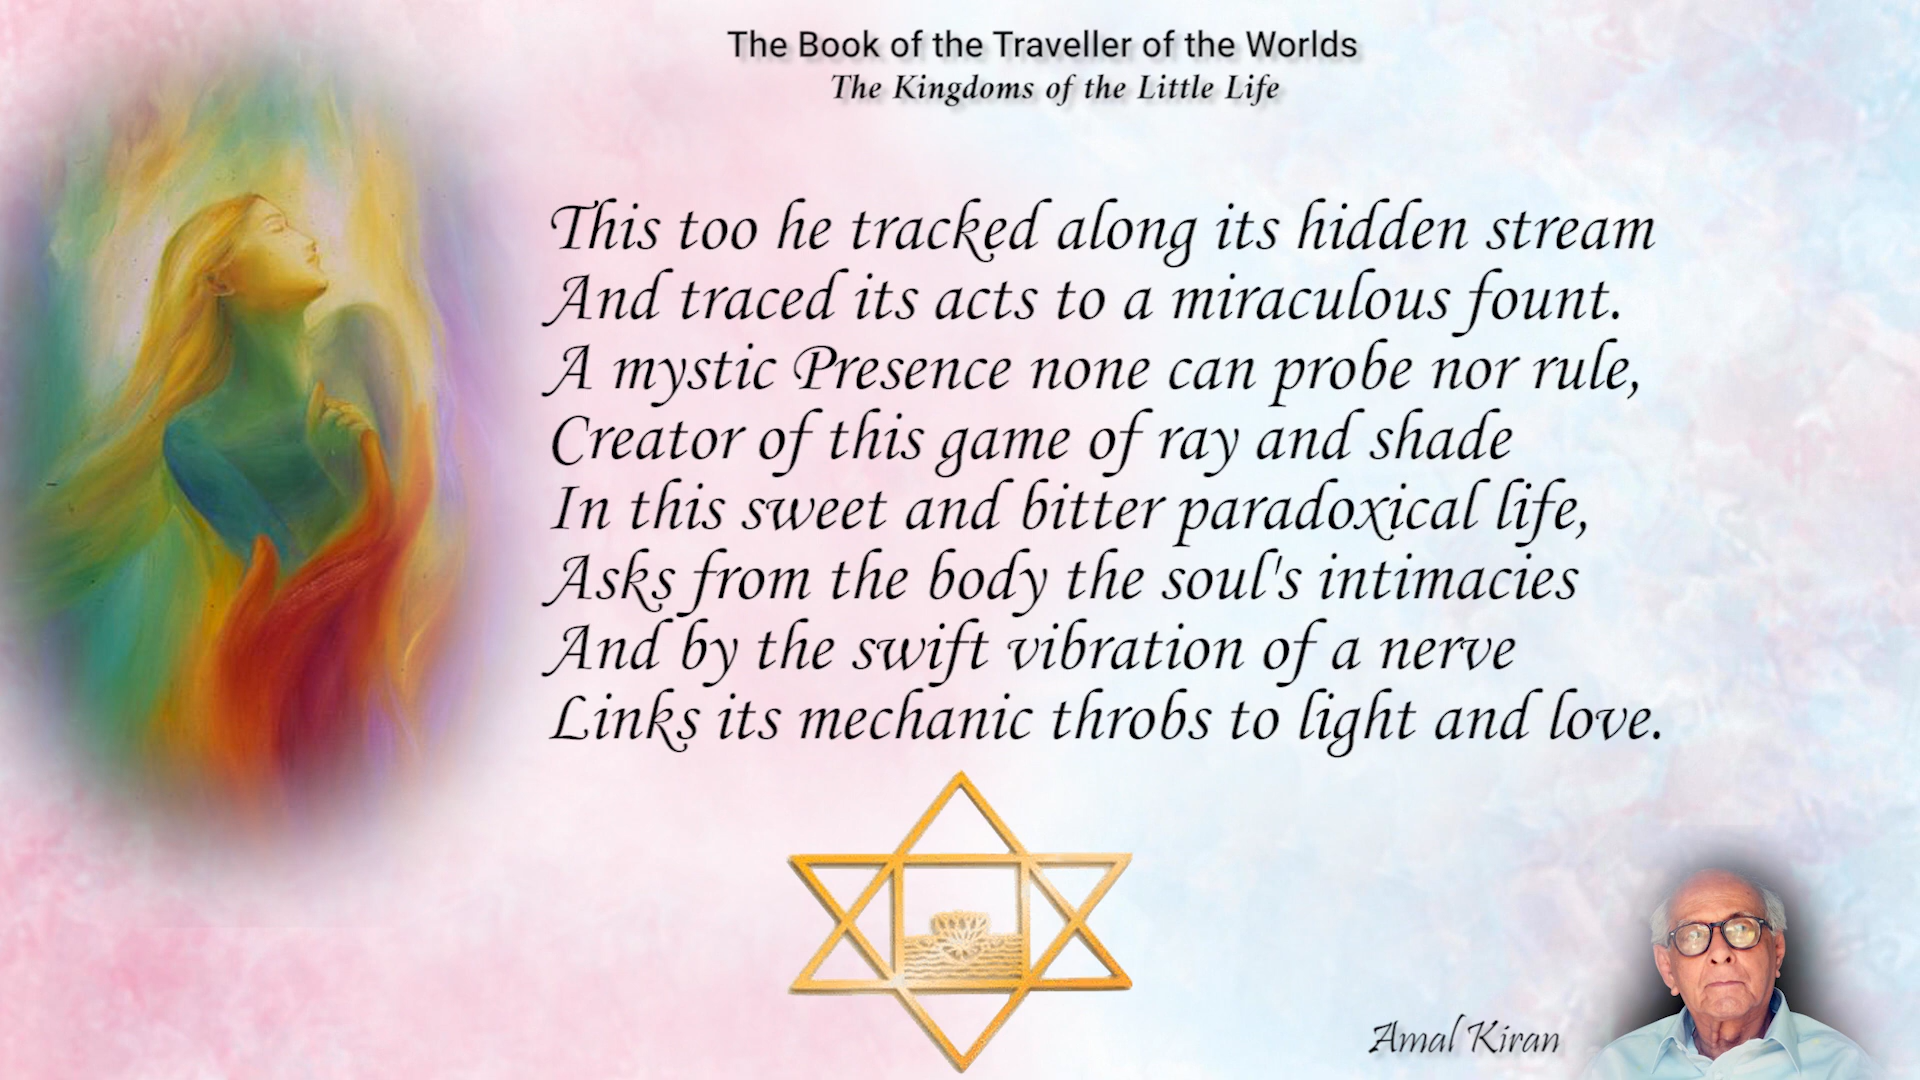 The Book of the Traveller of the Worlds
The Kingdoms of the Little Life
This too he tracked along its hidden stream
And traced its acts to a miraculous fount.
A mystic Presence none can probe nor rule,
Creator of this game of ray and shade
In this sweet and bitter paradoxical life,
Asks from the body the soul's intimacies
And by the swift vibration of a nerve
Links its mechanic throbs to light and love.
Amal Kiran